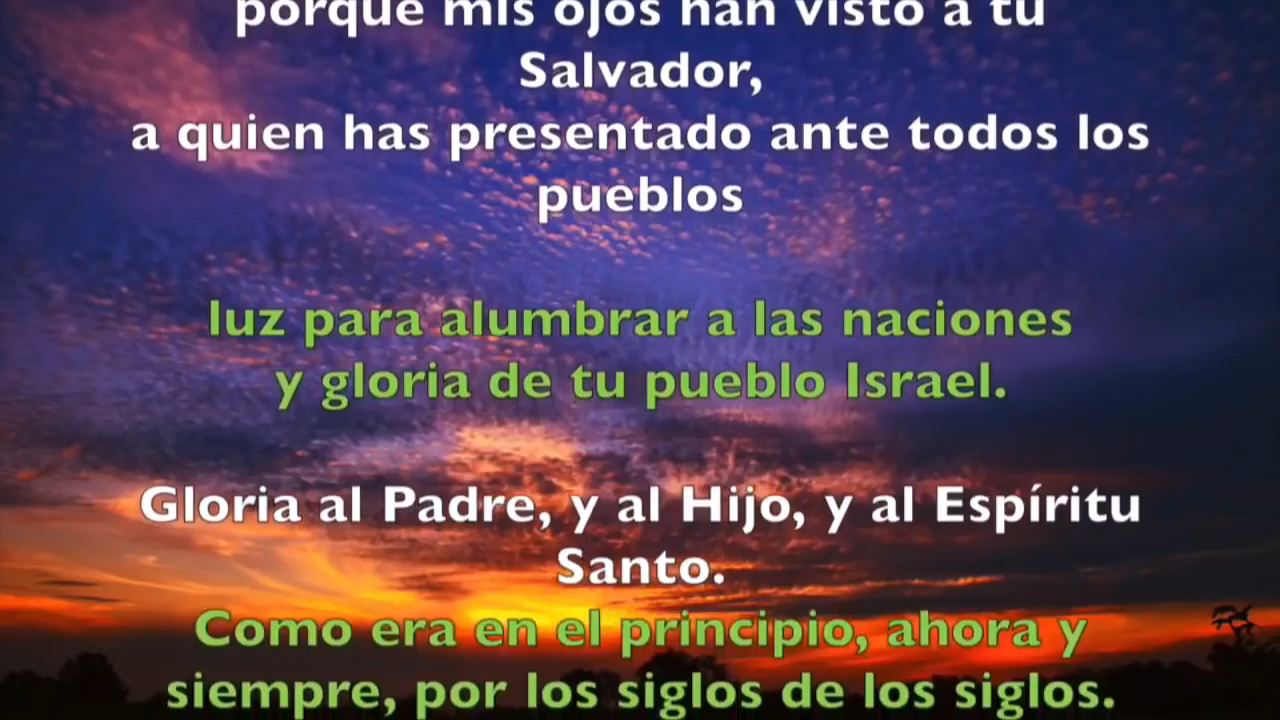 porque mis ojos han visto a tu
Salvador,
a quien has presentado ante todos los
pueblos
luz para alumbrar a las naciones
y gloria de tu pueblo Israel.
Gloria al Padre, y al Hijo, y al Espíritu
Santo.
Como era en el principio, ahora y
siempre, por los siglos de los siglos.